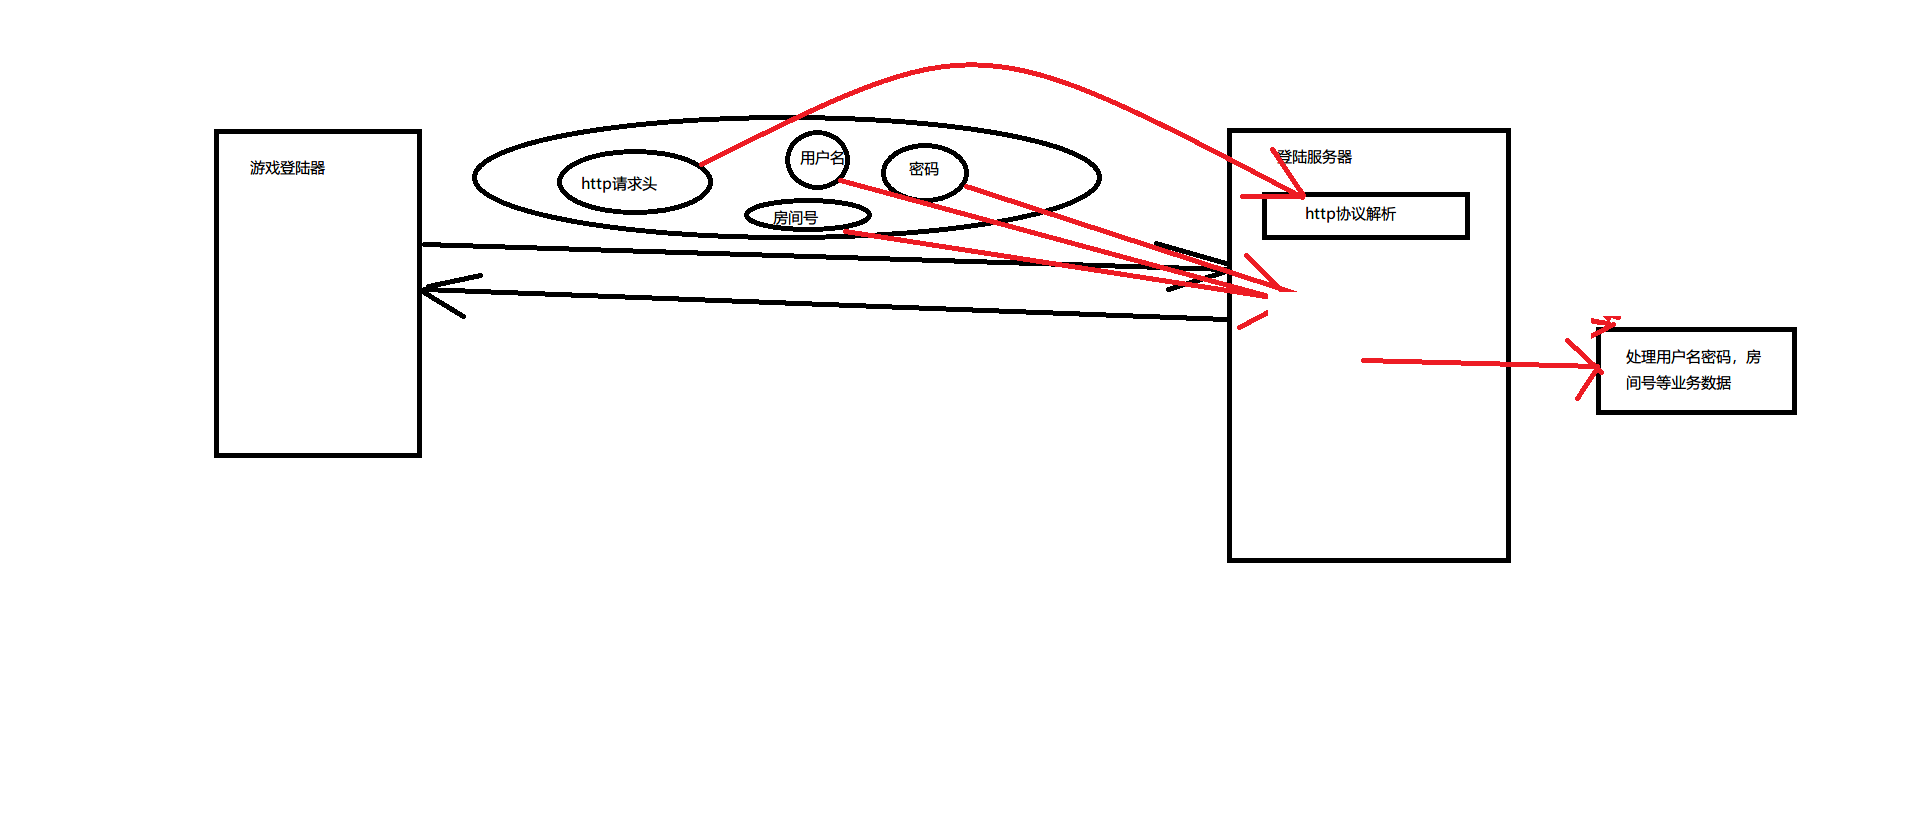 游戏登陆器
http请求头
用户名
密码
房间号
登陆服务器
http协议解析
处理用户名密码，房
间号等业务数据